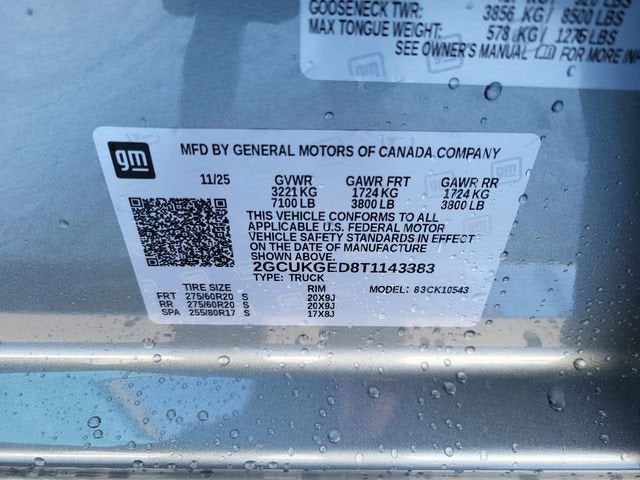 GOOSENECK TWR:
3856 KG / 8500 LBS
MAX TONGUE WEIGHT: 578 KG / 1275 LBS
SEE OWNER'S MANUAL FOR MORE
gm
MFD BY GENERAL MOTORS OF CANADA COMPANY
11/25 GVWR GAWR FRT GAWR RR
3221 KG 1724 KG 1724 KG
7100 LB 3800 LB 3800 LB
THIS VEHICLE CONFORMS TO ALL
APPLICABLE U.S. FEDERAL MOTOR
VEHICLE SAFETY STANDARDS IN EFFECT
ON THE DATE OF MANUFACTURE
SHOWN ABOVE.
2GCUKGED8T1143383
TYPE: TRUCK MODEL: 83CK10543
TIRE SIZE RIM
FRT 275/60R20 S 20X9J
RR 275/60R20 S 20X9J
SPA 255/80R17 S 17X8J